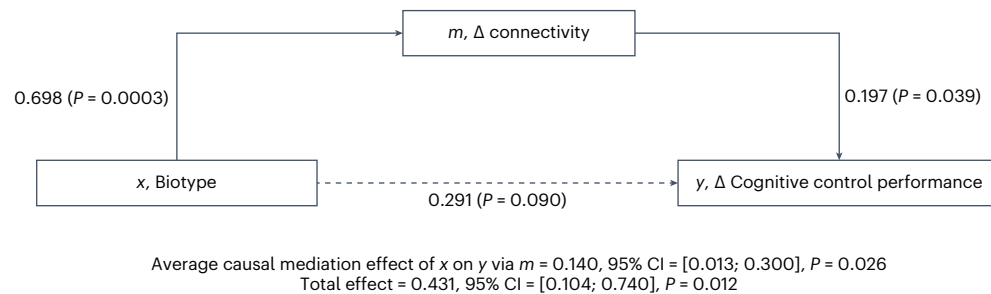 m, Δ connectivity
0.698 (P = 0.0003)
0.197 (P = 0.039)
x, Biotype
y, Δ Cognitive control performance
0.291 (P = 0.090)
Average causal mediation effect of x on y via m = 0.140, 95% CI = [0.013; 0.300], P = 0.026
Total effect = 0.431, 95% CI = [0.104; 0.740], P = 0.012